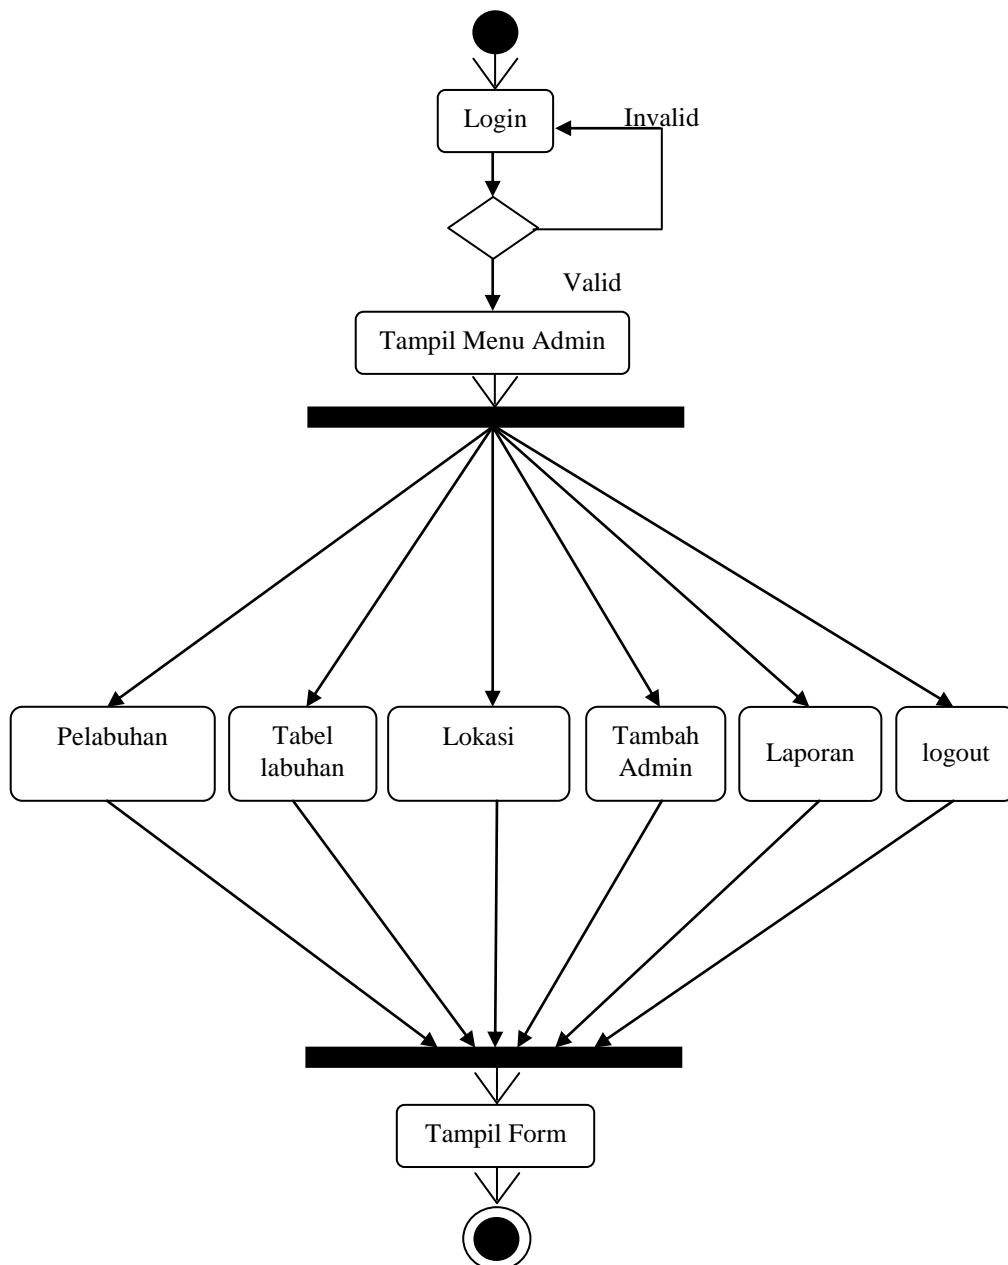 Login
Invalid
Valid
Tampil Menu Admin
Pelabuhan
Tabel
labuhan
Lokasi
Tambah
Admin
Laporan
logout
Tampil Form